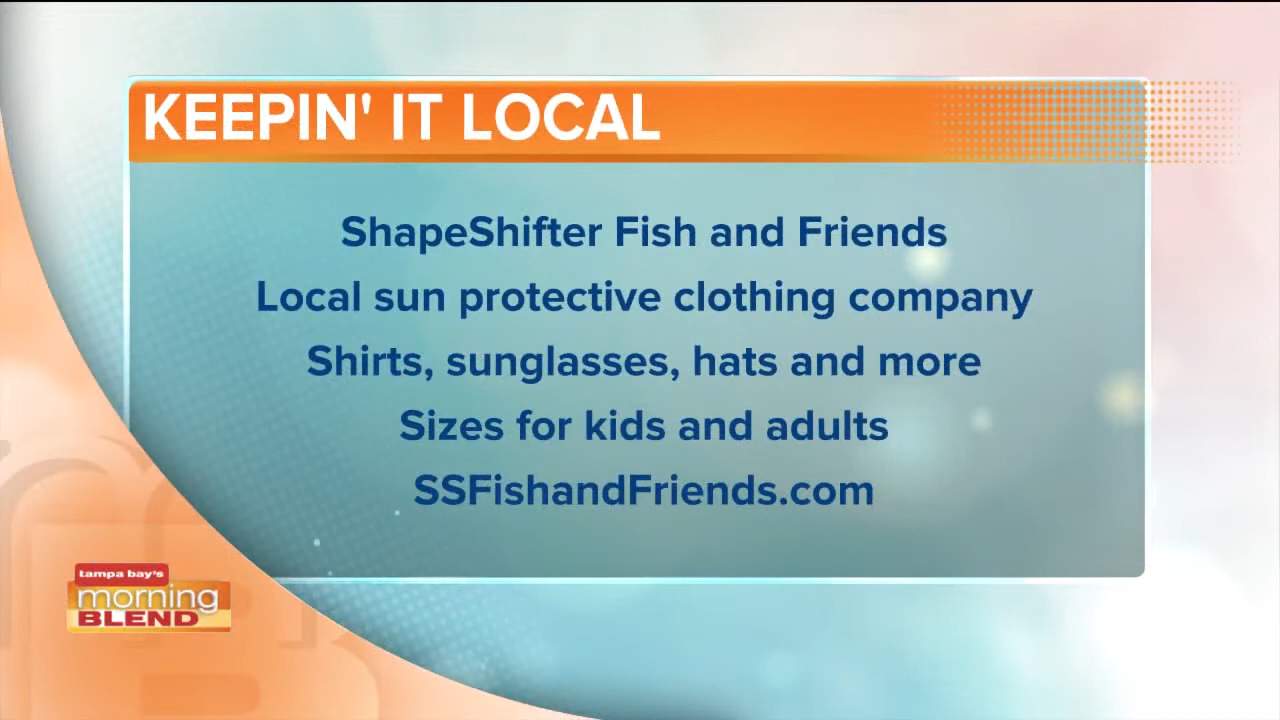 KEEPIN' IT LOCAL
ShapeShifter Fish and Friends
Local sun protective clothing company
Shirts, sunglasses, hats and more
Sizes for kids and adults
SSFishandFriends.com
tampa bay's
morning
BLEND